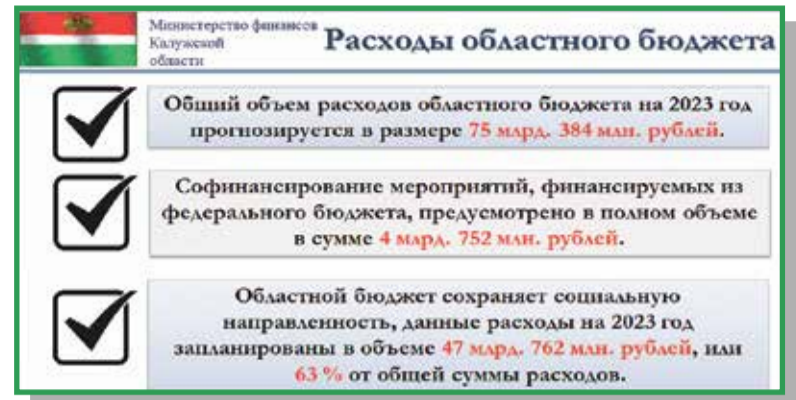 Министерство финансов
Калужской
области
Расходы областного бюджета
Общий объем расходов областного бюджета на 2023 год
прогнозируется в размере 75 млрд. 384 млн. рублей.
Софинансирование мероприятий, финансируемых из
федерального бюджета, предусмотрено в полном объеме
в сумме 4 млрд. 752 млн. рублей.
Областной бюджет сохраняет социальную
направленность, данные расходы на 2023 год
запланированы в объеме 47 млрд. 762 млн. рублей, или
63 % от общей суммы расходов.